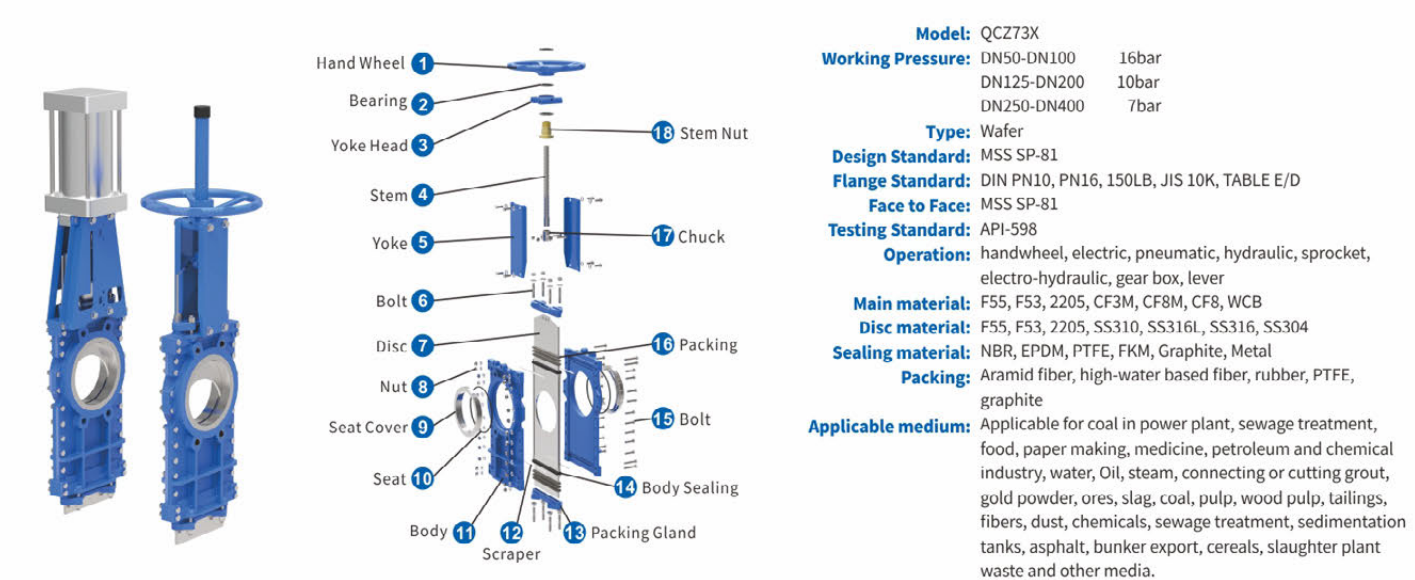 Hand Wheel 1
Bearing 2
Yoke Head 3
18 Stem Nut
Stem 4
Yoke 5
17 Chuck
Bolt 6
Disc 7
16 Packing
Nut 8
Seat Cover 9
15 Bolt
Seat 10
14 Body Sealing
Body 11
12
Scraper
13 Packing Gland
Model: QCZ73X
Working Pressure: DN50-DN100 16bar
DN125-DN200 10bar
DN250-DN400 7bar
Type: Wafer
Design Standard: MSS SP-81
Flange Standard: DIN PN10, PN16, 150LB, JIS 10K, TABLE E/D
Face to Face: MSS SP-81
Testing Standard: API-598
Operation: handwheel, electric, pneumatic, hydraulic, sprocket,
electro-hydraulic, gear box, lever
Main material: F55, F53, 2205, CF3M, CF8M, CF8, WCB
Disc material: F55, F53, 2205, SS310, SS316L, SS316, SS304
Sealing material: NBR, EPDM, PTFE, FKM, Graphite, Metal
Packing: Aramid fiber, high-water based fiber, rubber, PTFE,
graphite
Applicable medium: Applicable for coal in power plant, sewage treatment,
food, paper making, medicine, petroleum and chemical
industry, water, Oil, steam, connecting or cutting grout,
gold powder, ores, slag, coal, pulp, wood pulp, tailings,
fibers, dust, chemicals, sewage treatment, sedimentation
tanks, asphalt, bunker export, cereals, slaughter plant
waste and other media.